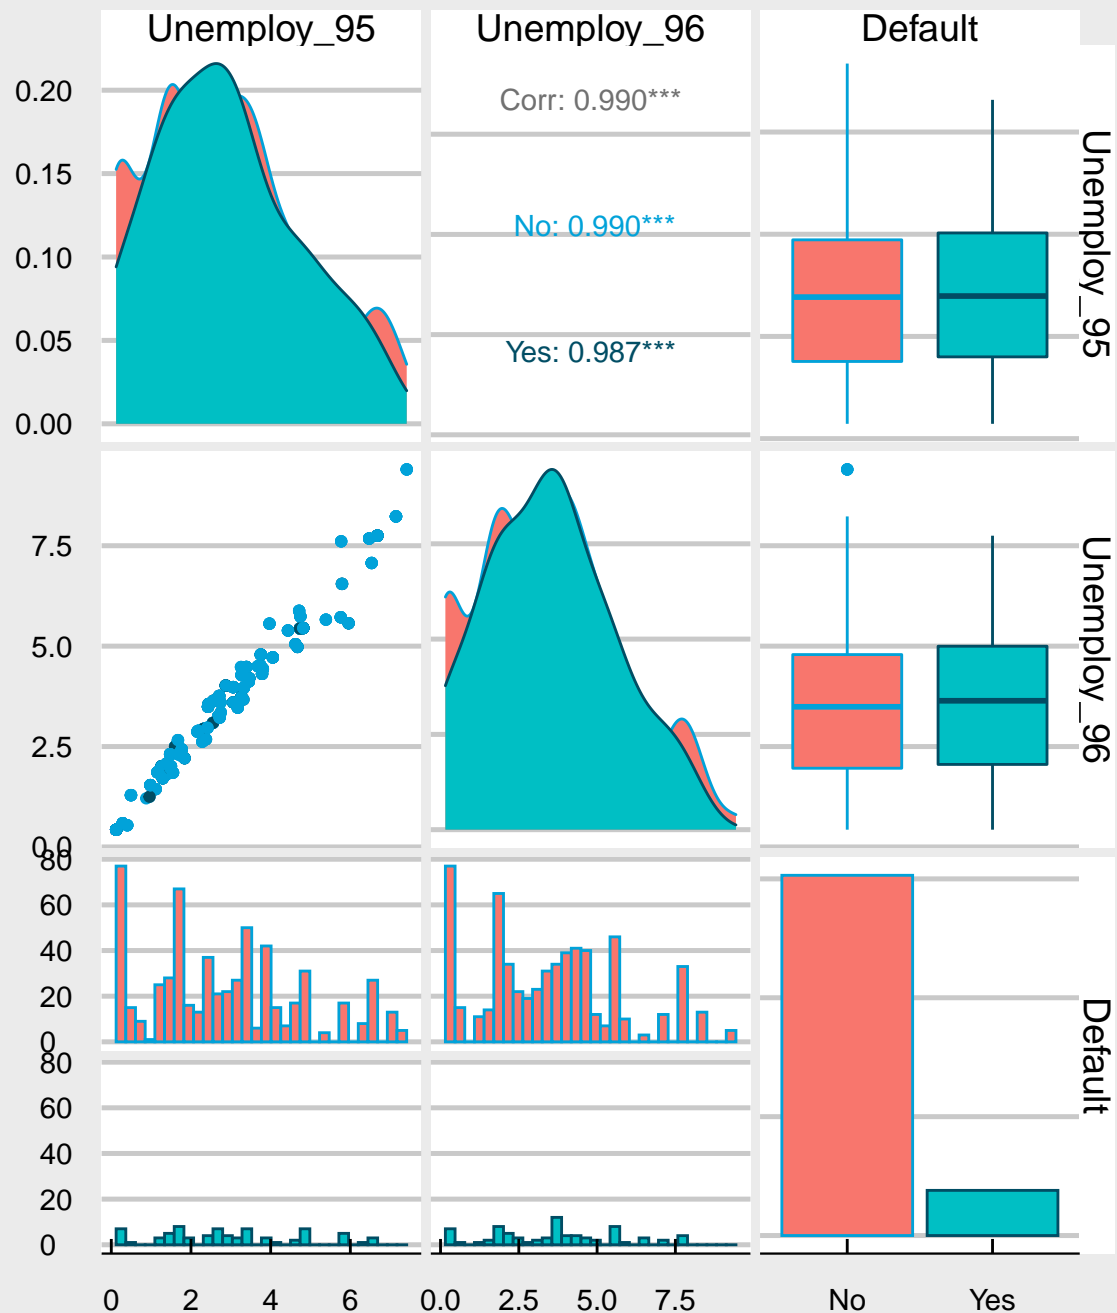 Unemploy_95 Unemploy_96 Default
0.20
0.15
0.10
0.05
0.00
Corr: 0.990***
No: 0.990***
Yes: 0.987***
Unemploy_95
7.5
5.0
2.5
0.0
Unemploy_96
80
60
40
20
0
80
60
40
20
0
Default
0 2 4 6 0.0 2.5 5.0 7.5 No Yes